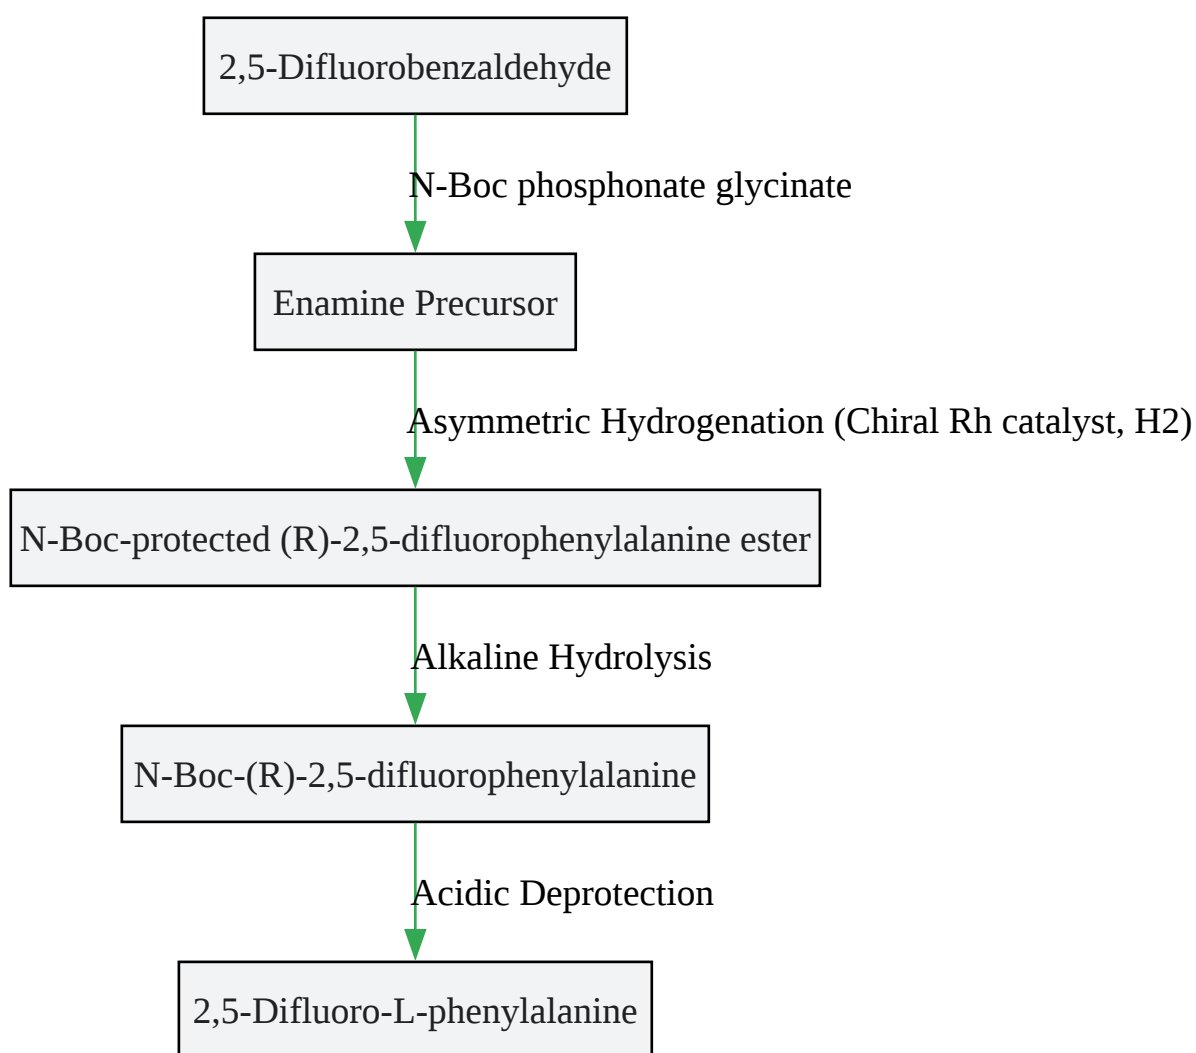 2,5-Difluorobenzaldehyde
N-Boc phosphonate glycinate
Enamine Precursor
Asymmetric Hydrogenation (Chiral Rh catalyst, H2)
N-Boc-protected (R)-2,5-difluorophenylalanine ester
Alkaline Hydrolysis
N-Boc-(R)-2,5-difluorophenylalanine
Acidic Deprotection
2,5-Difluoro-L-phenylalanine